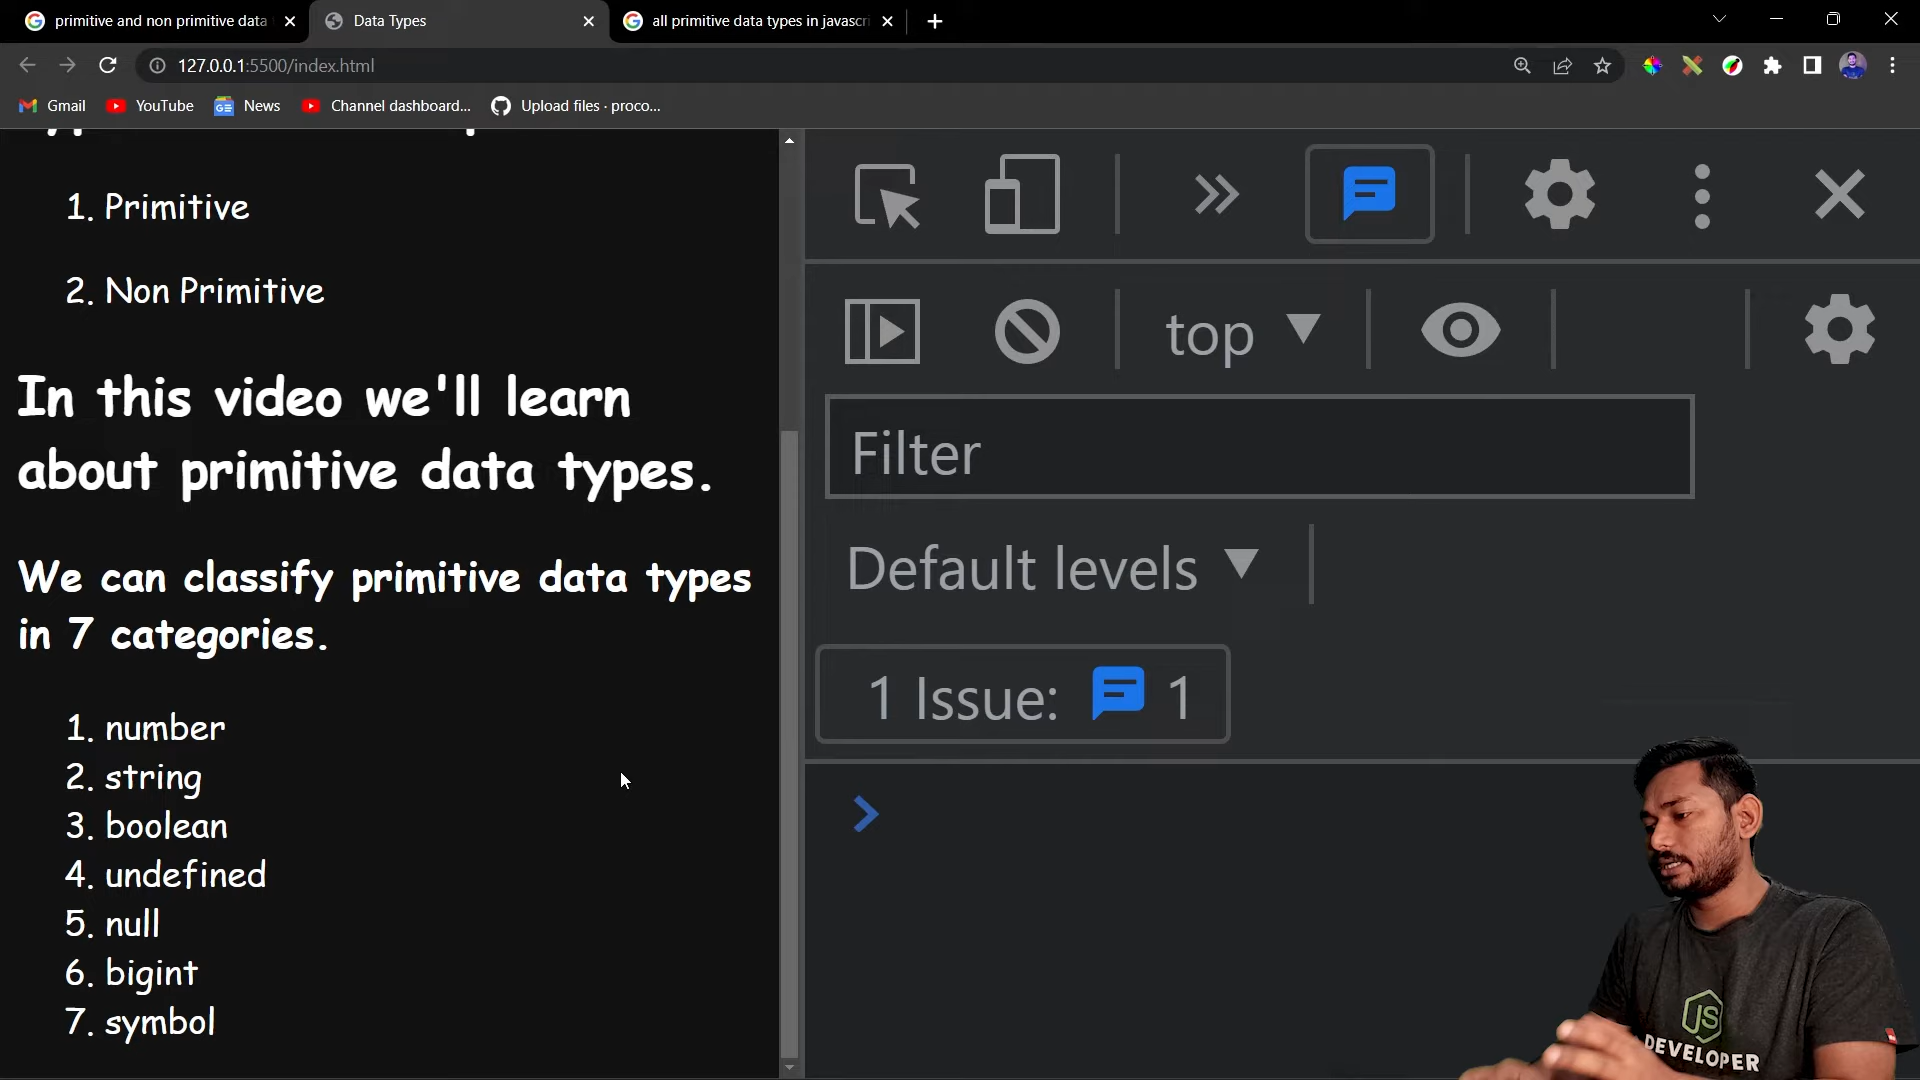 primitive and non primitive data
Data Types
all primitive data types in javascri
127.0.0.1:5500/index.html
Gmail
YouTube
News
Channel dashboard...
Upload files · proco...
1. Primitive
2. Non Primitive
In this video we'll learn
about primitive data types.
We can classify primitive data types
in 7 categories.
1. number
2. string
3. boolean
4. undefined
5. null
6. bigint
7. symbol
top
Filter
Default levels
1 Issue: 1
JS
DEVELOPER